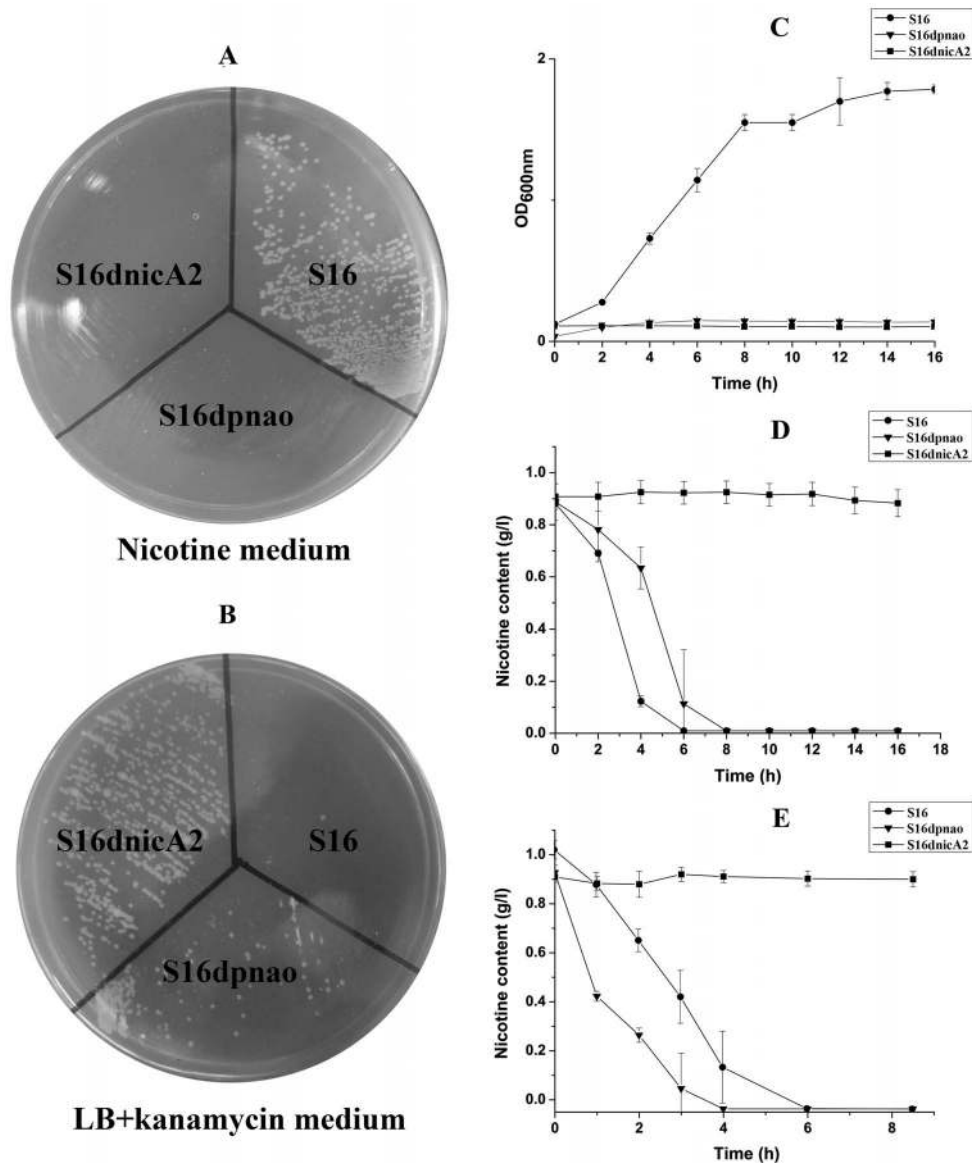 A
S16dnicA2
S16
S16dpnao
Nicotine medium
B
S16dnicA2
S16
S16dpnao
LB+kanamycin medium
C
S16
S16dpnao
S16dnicA2
2
1
0
OD600nm
0 2 4 6 8 10 12 14 16
Time (h)
D
S16
S16dpnao
S16dnicA2
1.0
0.8
0.6
0.4
0.2
0.0
Nicotine content (g/l)
0 2 4 6 8 10 12 14 16 18
Time (h)
E
S16
S16dpnao
S16dnicA2
1.0
0.8
0.6
0.4
0.2
0.0
Nicotine content (g/l)
0 2 4 6 8
Time (h)